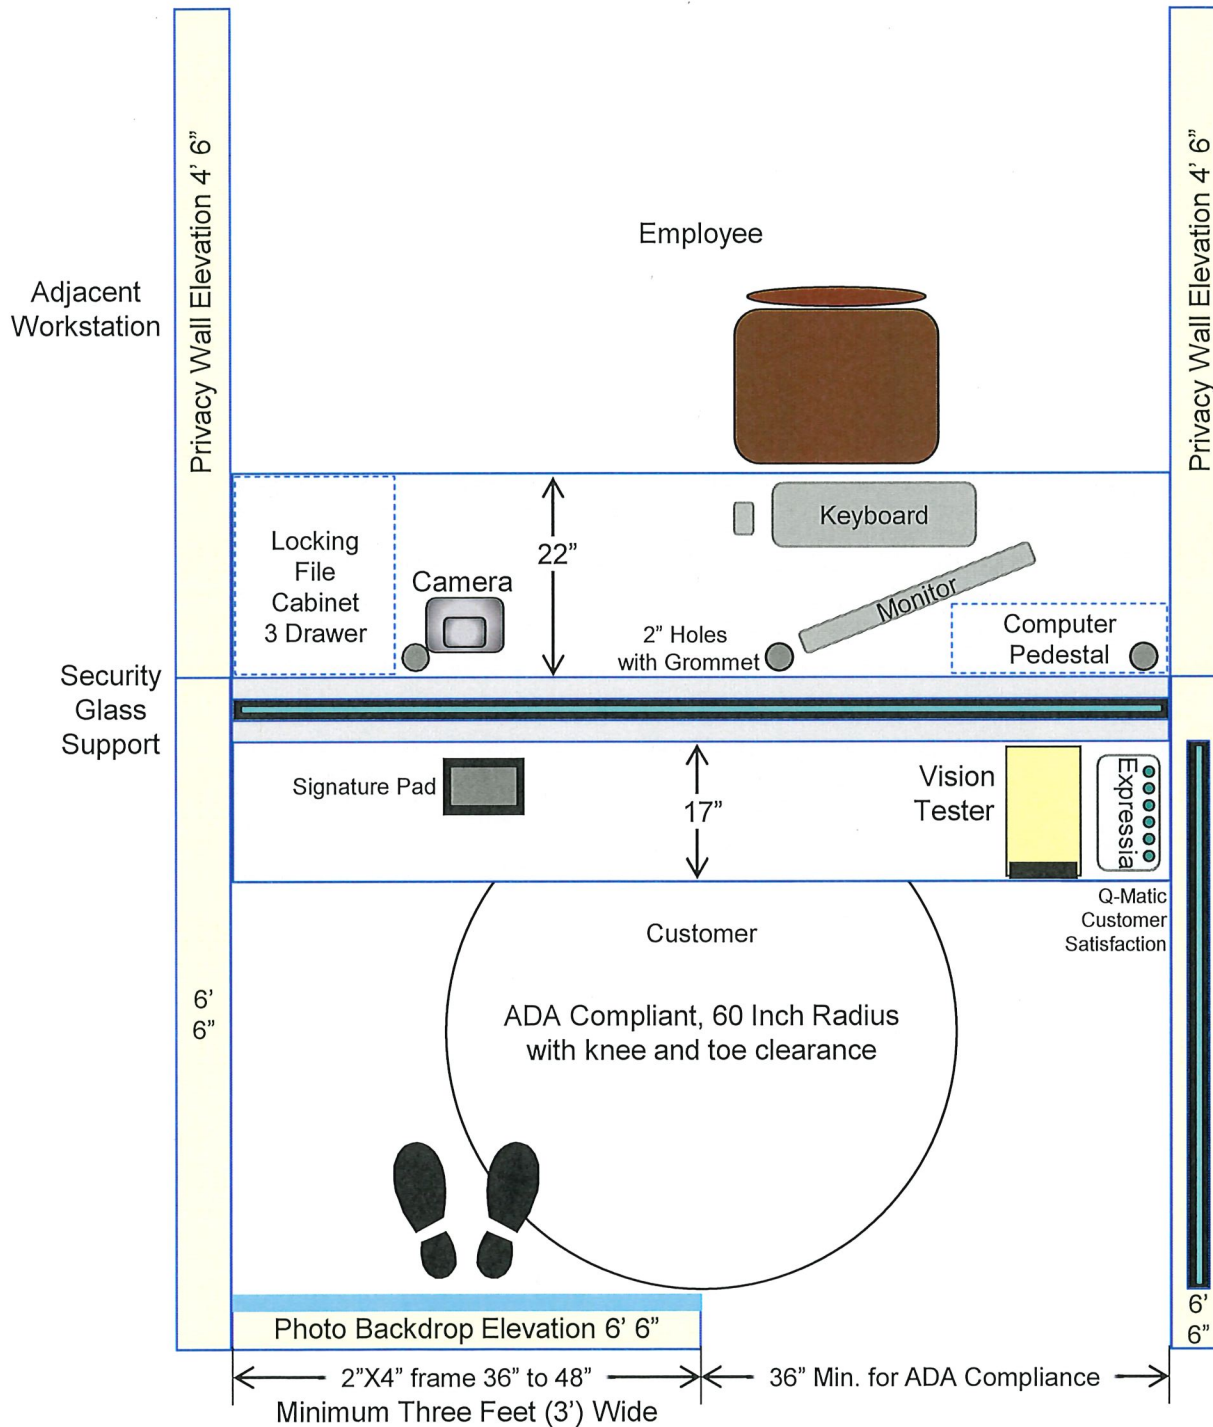 Privacy Wall Elevation 4’ 6”
Privacy Wall Elevation 4’ 6”
Employee
Adjacent
Workstation
Locking
File
Cabinet
3 Drawer
Camera
22”
Keyboard
Monitor
2” Holes
with Grommet
Computer
Pedestal
Security
Glass
Support
Signature Pad
17”
Vision
Tester
Expressia
Q-Matic
Customer
Satisfaction
Customer
ADA Compliant, 60 Inch Radius
with knee and toe clearance
6’
6”
6’
6”
Photo Backdrop Elevation 6’ 6”
2”X4” frame 36” to 48”
36” Min. for ADA Compliance
Minimum Three Feet (3’) Wide